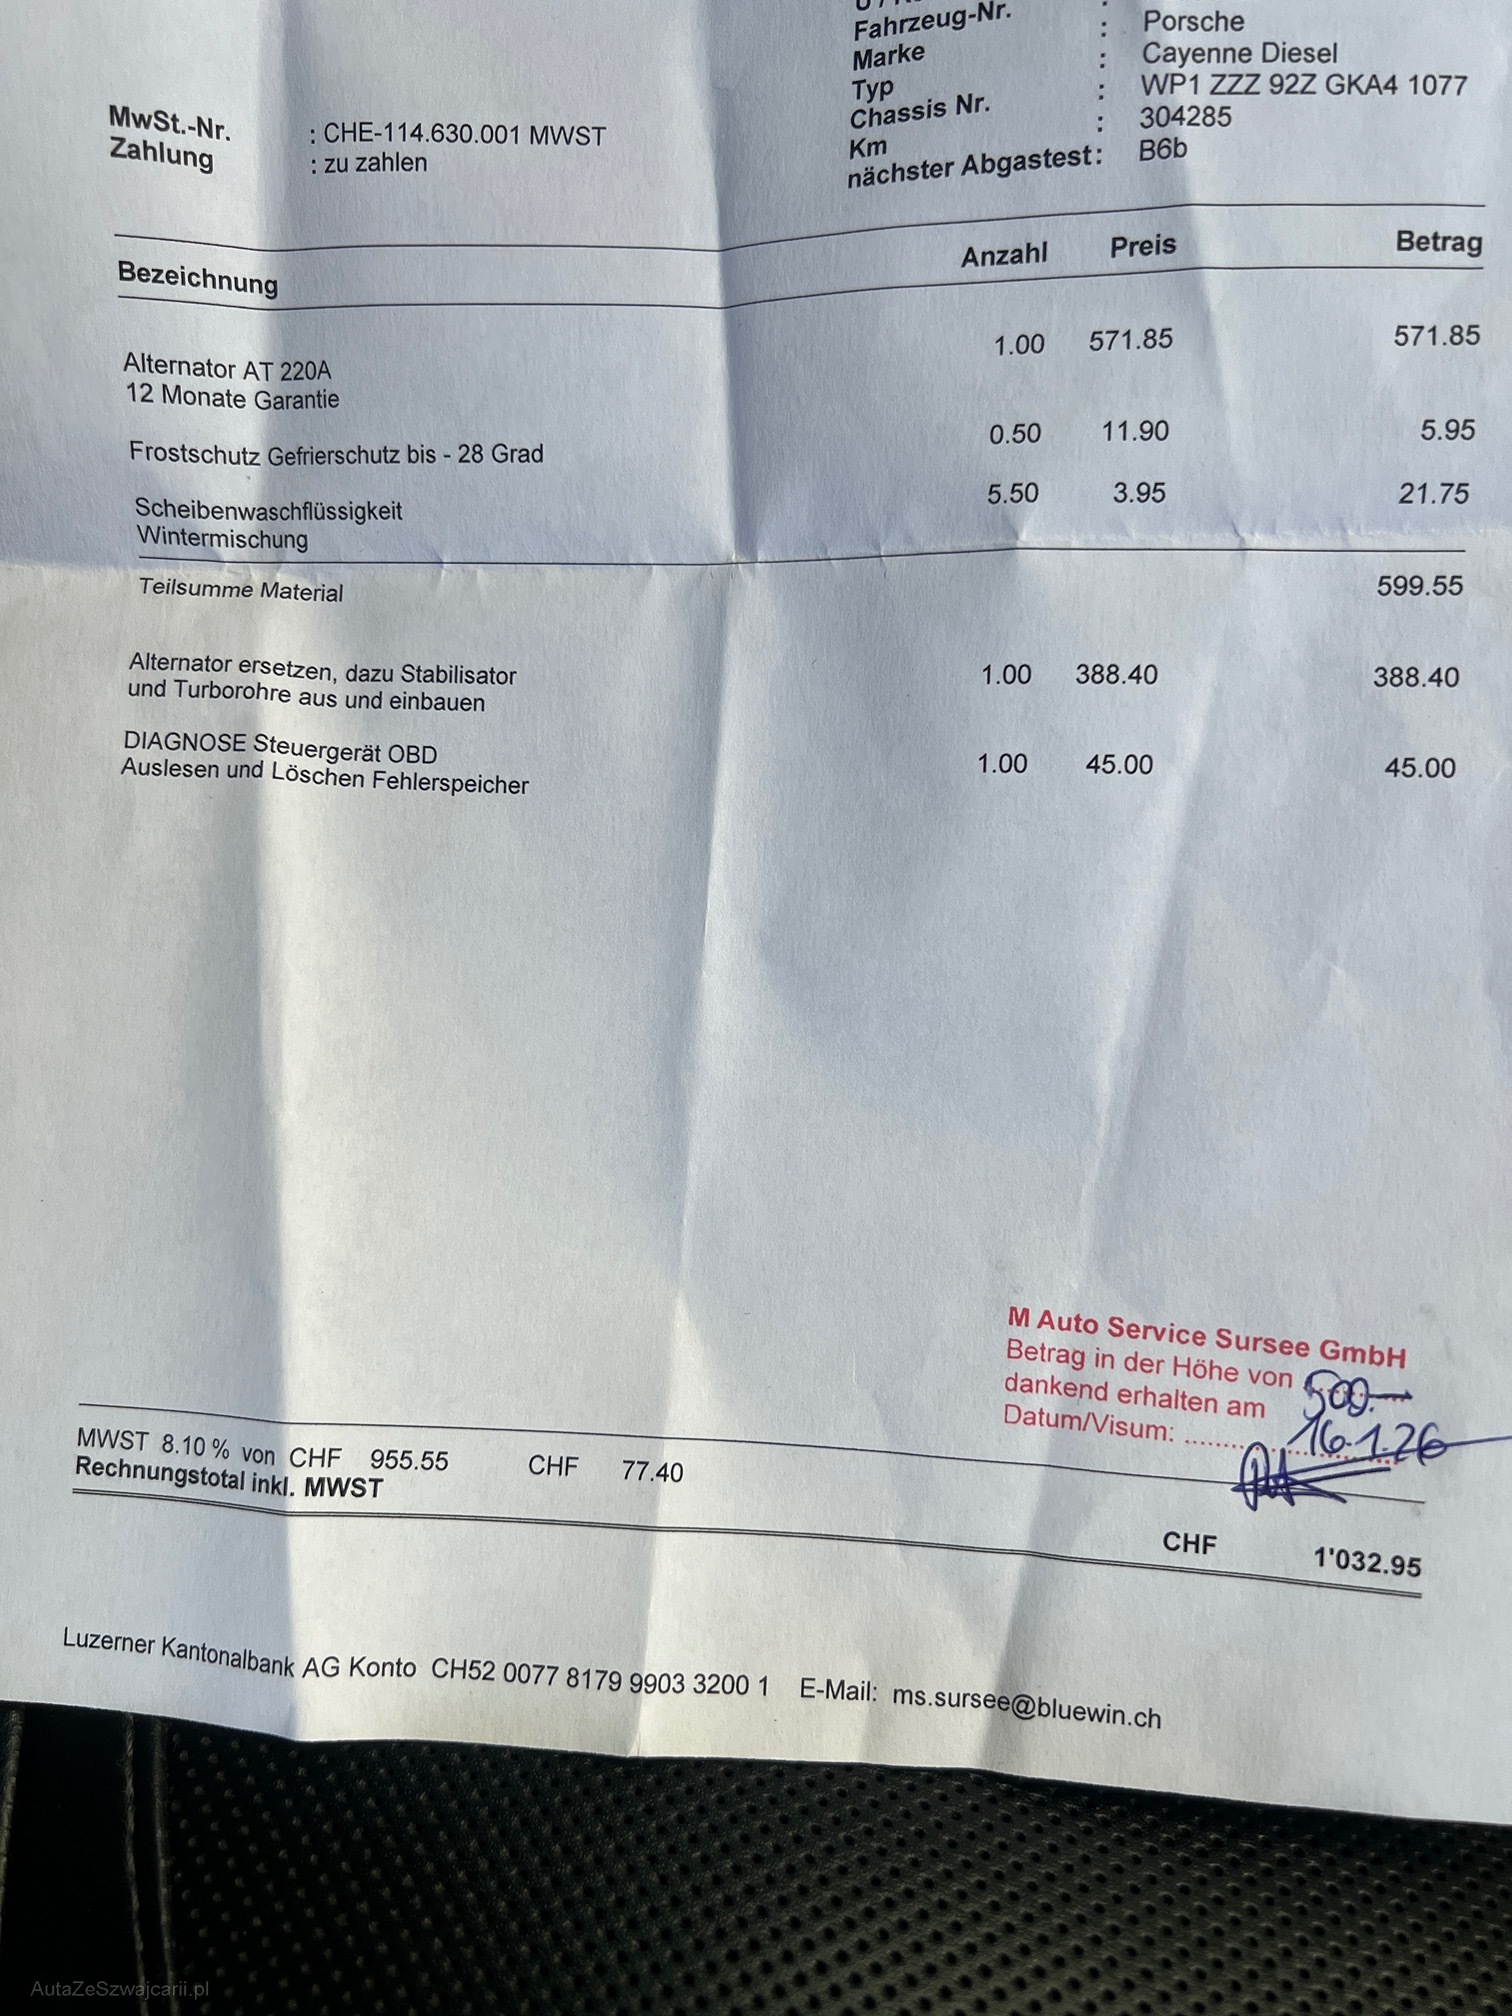 Fahrzeug-Nr. :
Marke : Porsche
Typ : Cayenne Diesel
Chassis Nr. : WP1 ZZZ 92Z GKA4 1077
Km : 304285
nächster Abgastest: B6b
MwSt.-Nr. : CHE-114.630.001 MWST
Zahlung : zu zahlen
Bezeichnung Anzahl Preis Betrag
Alternator AT 220A 1.00 571.85 571.85
12 Monate Garantie
Frostschutz Gefrierschutz bis - 28 Grad 0.50 11.90 5.95
Scheibenwaschflüssigkeit 5.50 3.95 21.75
Wintermischung
Teilsumme Material 599.55
Alternator ersetzen, dazu Stabilisator 1.00 388.40 388.40
und Turborohre aus und einbauen
DIAGNOSE Steuergerät OBD 1.00 45.00 45.00
Auslesen und Löschen Fehlerspeicher
M Auto Service Sursee GmbH
Betrag in der Höhe von 500.—
dankend erhalten am
Datum/Visum: 16.1.26
MWST 8.10 % von CHF 955.55 CHF 77.40
Rechnungstotal inkl. MWST CHF 1'032.95
Luzerner Kantonalbank AG Konto CH52 0077 8179 9903 3200 1 E-Mail: ms.sursee@bluewin.ch
AutaZeSzwajcarii.pl